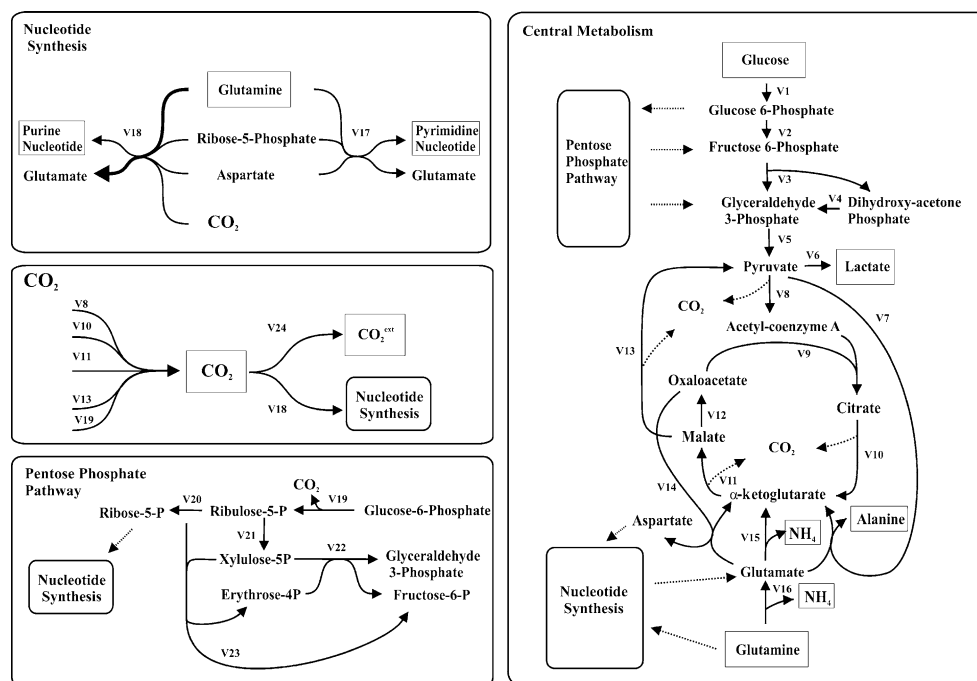 Nucleotide
Synthesis
Glutamine
Purine
Nucleotide
V18
Ribose-5-Phosphate
V17
Pyrimidine
Nucleotide
Glutamate
Aspartate
Glutamate
CO2
CO2
V8
V10
V11
V13
V19
CO2
V24
CO2ext
V18
Nucleotide
Synthesis
Pentose Phosphate
Pathway
Ribose-5-P
V20
Ribulose-5-P
CO2
V19
Glucose-6-Phosphate
V21
Xylulose-5P
V22
Glyceraldehyde
3-Phosphate
Nucleotide
Synthesis
Erythrose-4P
Fructose-6-P
V23
Central Metabolism
Glucose
V1
Glucose 6-Phosphate
V2
Fructose 6-Phosphate
Pentose
Phosphate
Pathway
V3
Glyceraldehyde
3-Phosphate
V4
Dihydroxy-acetone
Phosphate
V5
Pyruvate
V6
Lactate
V8
CO2
V7
Acetyl-coenzyme A
V13
V9
Oxaloacetate
Citrate
V12
Malate
CO2
V10
V11
V14
α-ketoglutarate
Aspartate
V15
NH4
Alanine
Glutamate
Nucleotide
Synthesis
V16
NH4
Glutamine